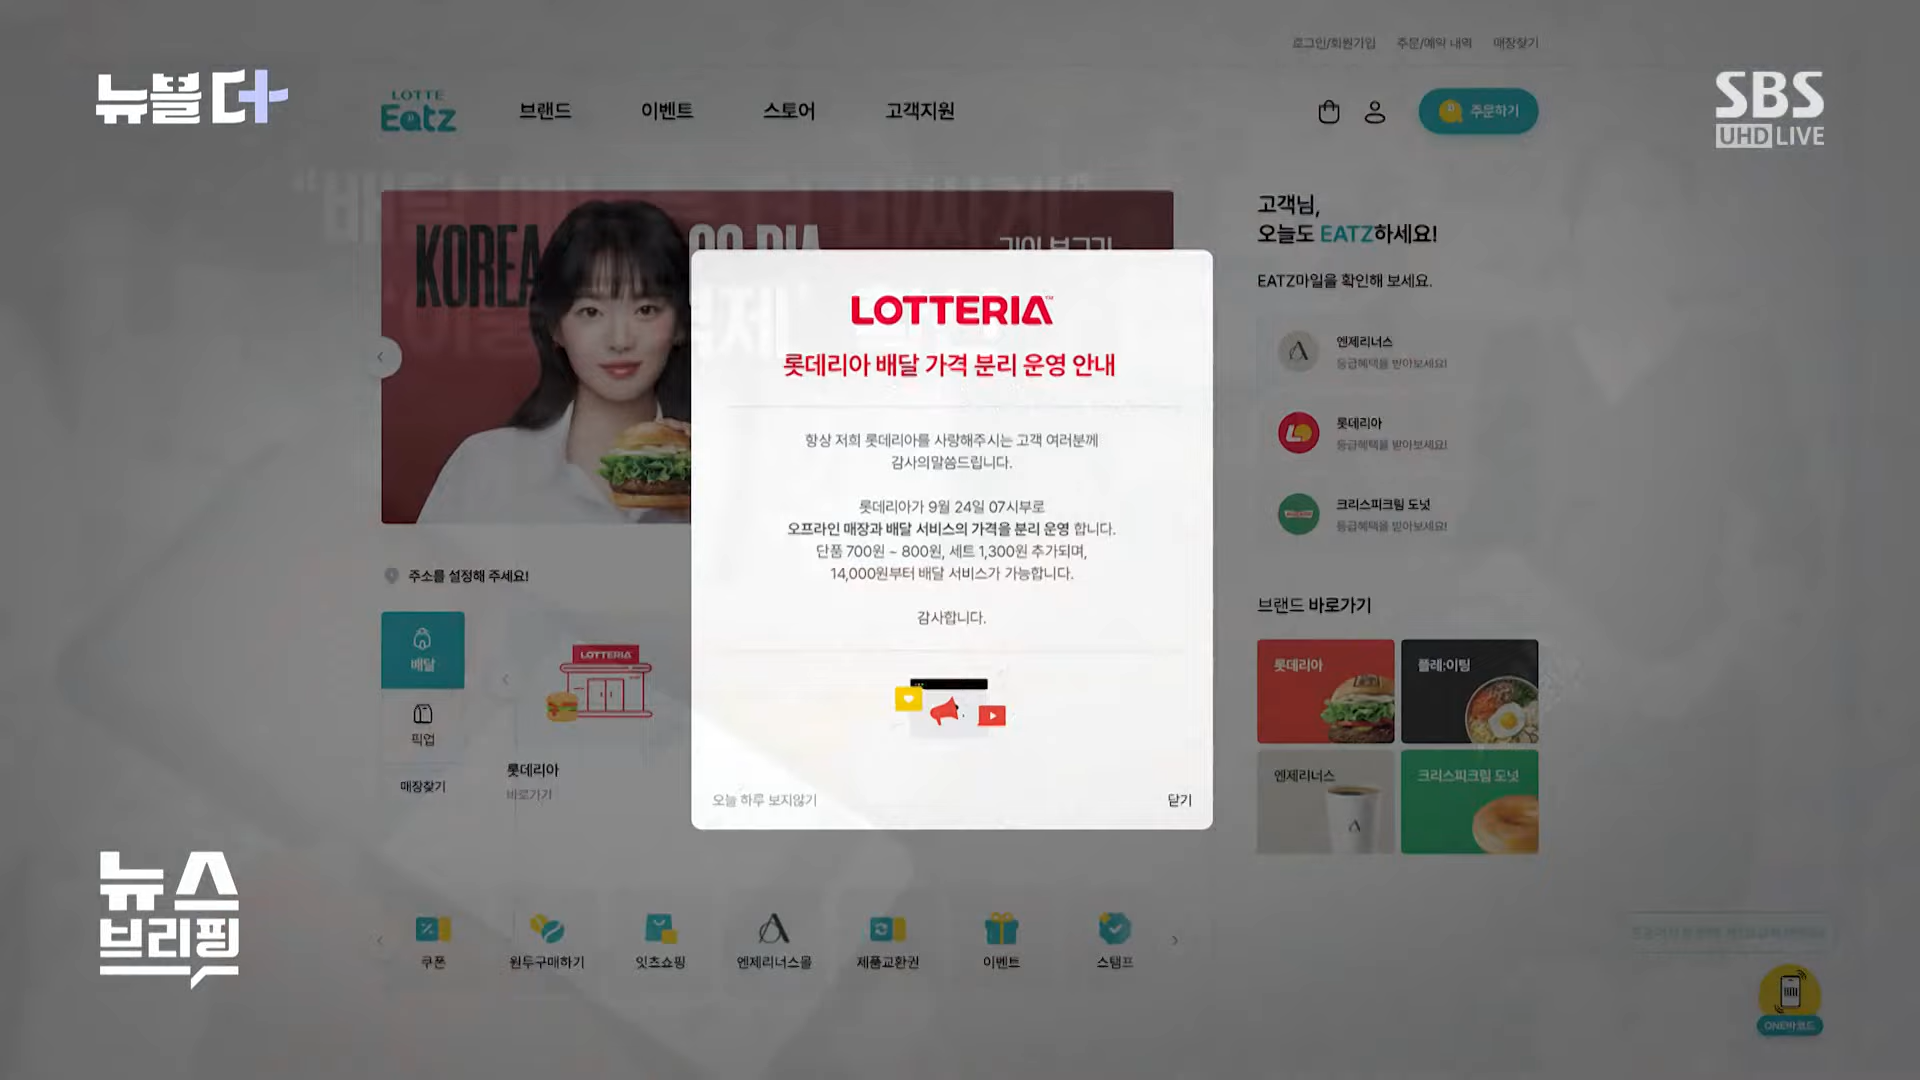 로그인/회원가입 주문/예약 내역 매장찾기
뉴블더+
LOTTE
Eatz
브랜드 이벤트 스토어 고객지원
주문하기
SBS
UHD LIVE
KOREA
고객님,
오늘도 EATZ하세요!
EATZ마일을 확인해 보세요.
엔제리너스
등급혜택을 받아보세요!
롯데리아
등급혜택을 받아보세요!
크리스피크림 도넛
등급혜택을 받아보세요!
LOTTERIA
롯데리아 배달 가격 분리 운영 안내
항상 저희 롯데리아를 사랑해주시는 고객 여러분께
감사의말씀드립니다.
롯데리아가 9월 24일 07시부로
오프라인 매장과 배달 서비스의 가격을 분리 운영 합니다.
단품 700원 ~ 800원, 세트 1,300원 추가되며,
14,000원부터 배달 서비스가 가능합니다.
감사합니다.
오늘 하루 보지않기 닫기
주소를 설정해 주세요!
배달
픽업
매장찾기
LOTTERIA
롯데리아
바로가기
브랜드 바로가기
롯데리아
플레:이팅
엔제리너스
크리스피크림 도넛
뉴스
브리핑
쿠폰 원두구매하기 잇츠쇼핑 엔제리너스몰 제품교환권 이벤트 스탬프
ONE바코드